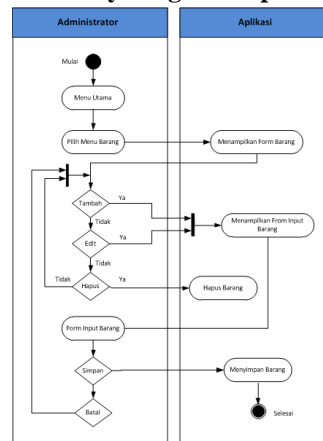 Administrator
Aplikasi
Mulai
Menu Utama
Pilih Menu Barang
Menampilkan Form Barang
Tambah
Ya
Tidak
Menampilkan From Input
Barang
Edit
Ya
Tidak
Hapus
Ya
Tidak
Hapus Barang
Form Input Barang
Simpan
Menyimpan Barang
Batal
Selesai